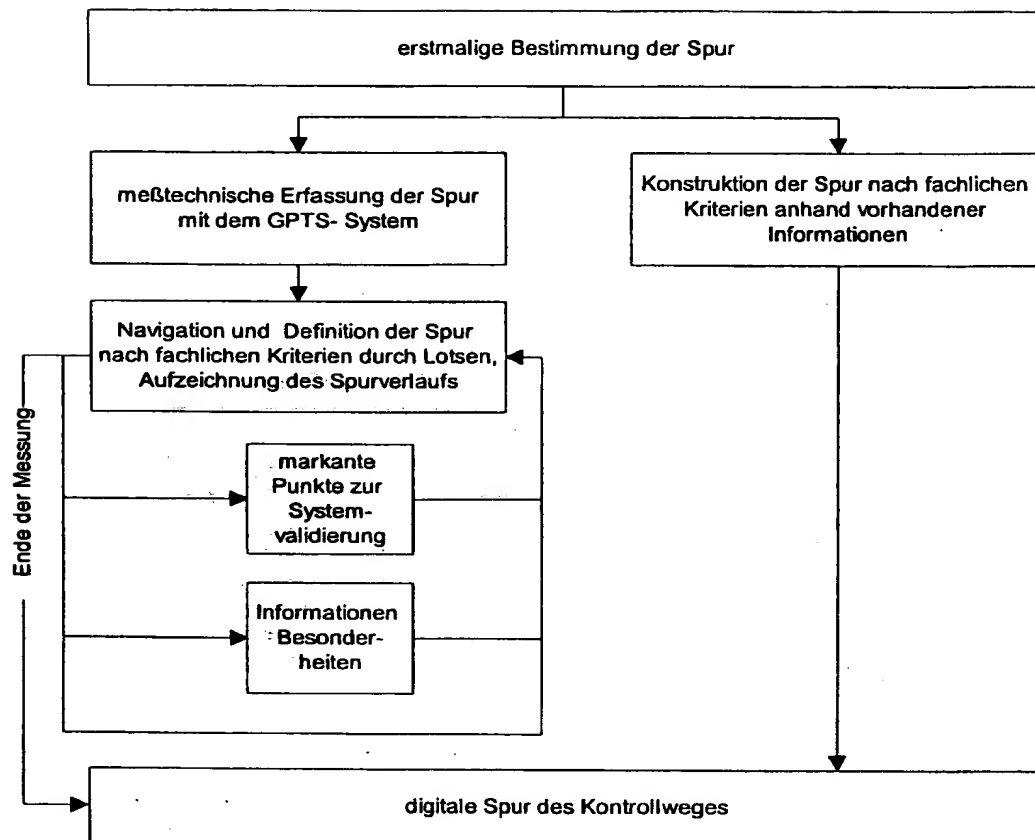 erstmalige Bestimmung der Spur
meßtechnische Erfassung der Spur
mit dem GPTS- System
Konstruktion der Spur nach fachlichen
Kriterien anhand vorhandener
Informationen
Navigation und Definition der Spur
nach fachlichen Kriterien durch Lotsen,
Aufzeichnung des Spurverlaufs
Ende der Messung
markante
Punkte zur
System-
validierung
Informationen
Besonder-
heiten
digitale Spur des Kontrollweges